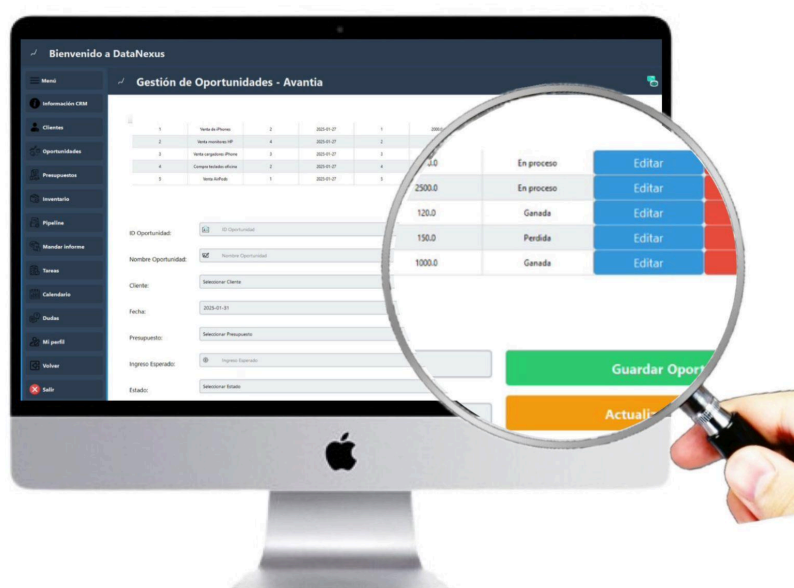 Bienvenido a DataNexus
Menú
Información CRM
Clientes
Oportunidades
Presupuestos
Inventario
Pipeline
Mandar informe
Tareas
Calendario
Dudas
Mi perfil
Volver
Salir
Gestión de Oportunidades - Avantia
1 Venta de iPhones 2 2025-01-27 1
2 Venta monitores HP 4 2025-01-27 2
3 Venta cargadores iPhone 3 2025-01-27 3
4 Compra teclados oficina 2 2025-01-27 4
5 Venta AirPods 1 2025-01-27 3
En proceso Editar
2500.0 En proceso Editar
120.0 Ganada Editar
150.0 Perdida Editar
1000.0 Ganada Editar
ID Oportunidad: ID Oportunidad
Nombre Oportunidad: Nombre Oportunidad
Cliente: Selecionar Cliente
Fecha: 2025-01-31
Presupuesto: Selecionar Presupuesto
Ingreso Esperado: Ingreso Esperado
Estado: Selecionar Estado
Guardar Oport
Actuali